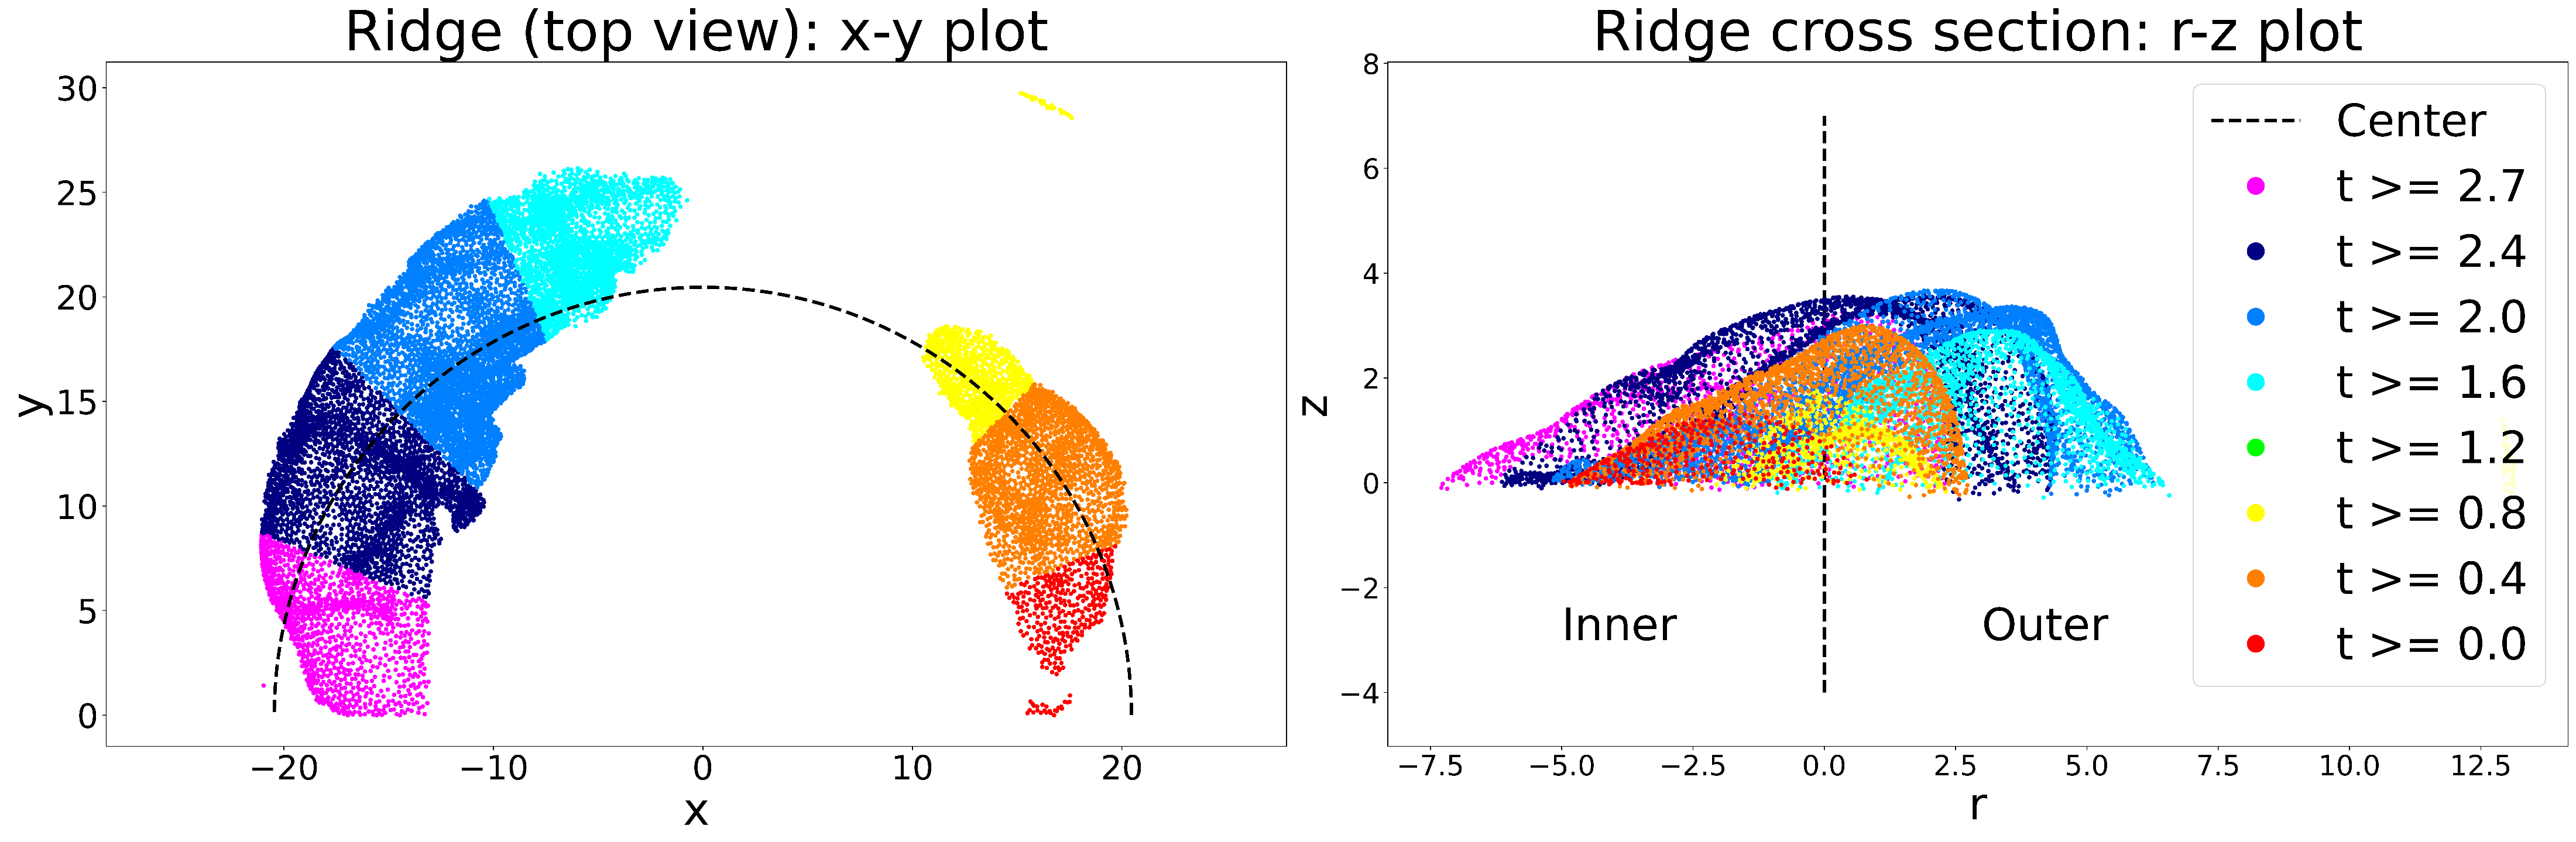 Ridge (top view): x-y plot
30
25
20
15
10
5
0
y
−20
−10
0
10
20
x
Ridge cross section: r-z plot
8
6
4
2
0
−2
−4
z
−7.5
−5.0
−2.5
0.0
2.5
5.0
7.5
10.0
12.5
r
Inner
Outer
Center
t >= 2.7
t >= 2.4
t >= 2.0
t >= 1.6
t >= 1.2
t >= 0.8
t >= 0.4
t >= 0.0